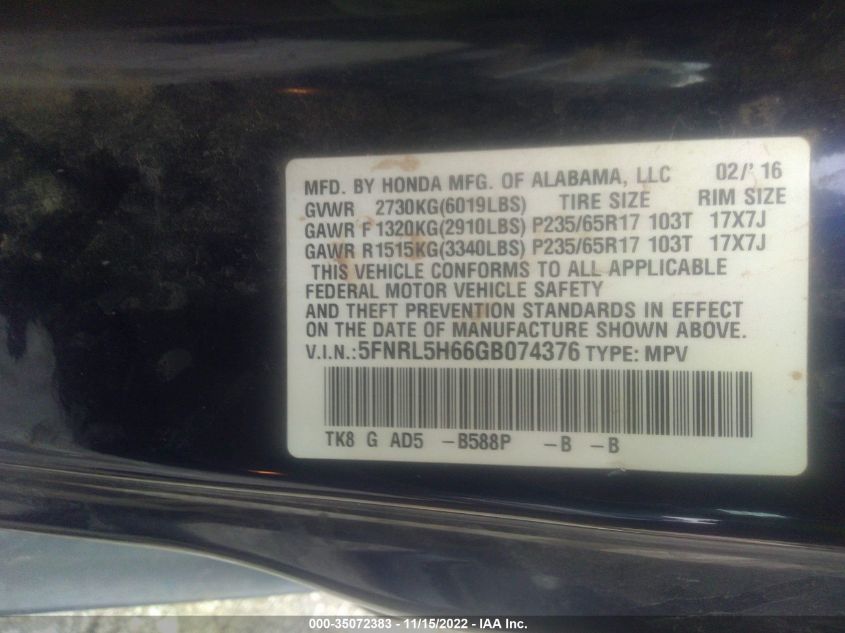 MFD. BY HONDA MFG. OF ALABAMA, LLC 02/'16
GVWR 2730KG(6019LBS) TIRE SIZE RIM SIZE
GAWR F 1320KG(2910LBS) P235/65R17 103T 17X7J
GAWR R1515KG(3340LBS) P235/65R17 103T 17X7J
THIS VEHICLE CONFORMS TO ALL APPLICABLE
FEDERAL MOTOR VEHICLE SAFETY
AND THEFT PREVENTION STANDARDS IN EFFECT
ON THE DATE OF MANUFACTURE SHOWN ABOVE.
V.I.N.: 5FNRL5H66GB074376 TYPE: MPV
TK8 G AD5 -B588P -B -B
000-35072383 - 11/15/2022 - IAA Inc.